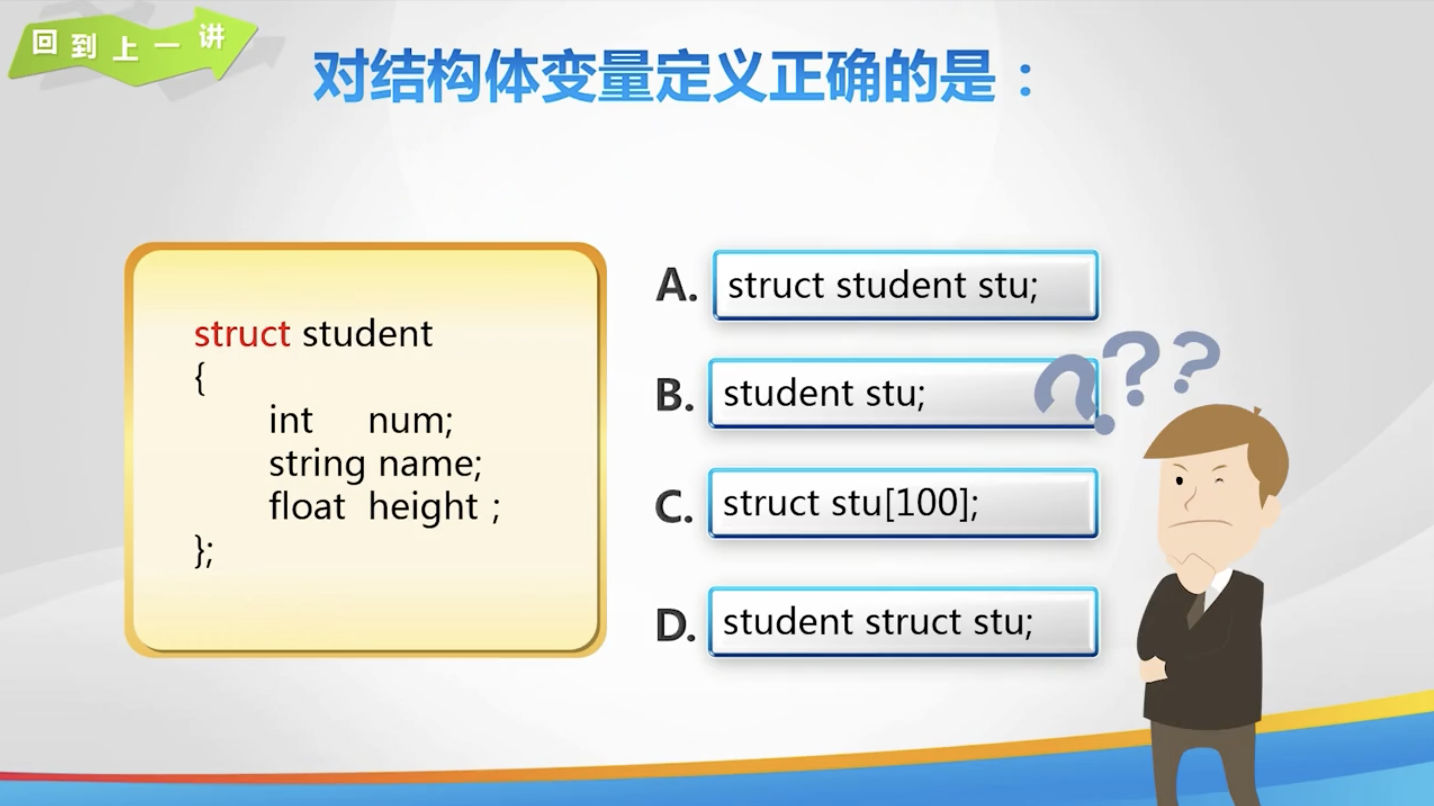 回到上一讲
对结构体变量定义正确的是：
struct student
{
int num;
string name;
float height ;
};
A. struct student stu;
B. student stu;
C. struct stu[100];
D. student struct stu;
???